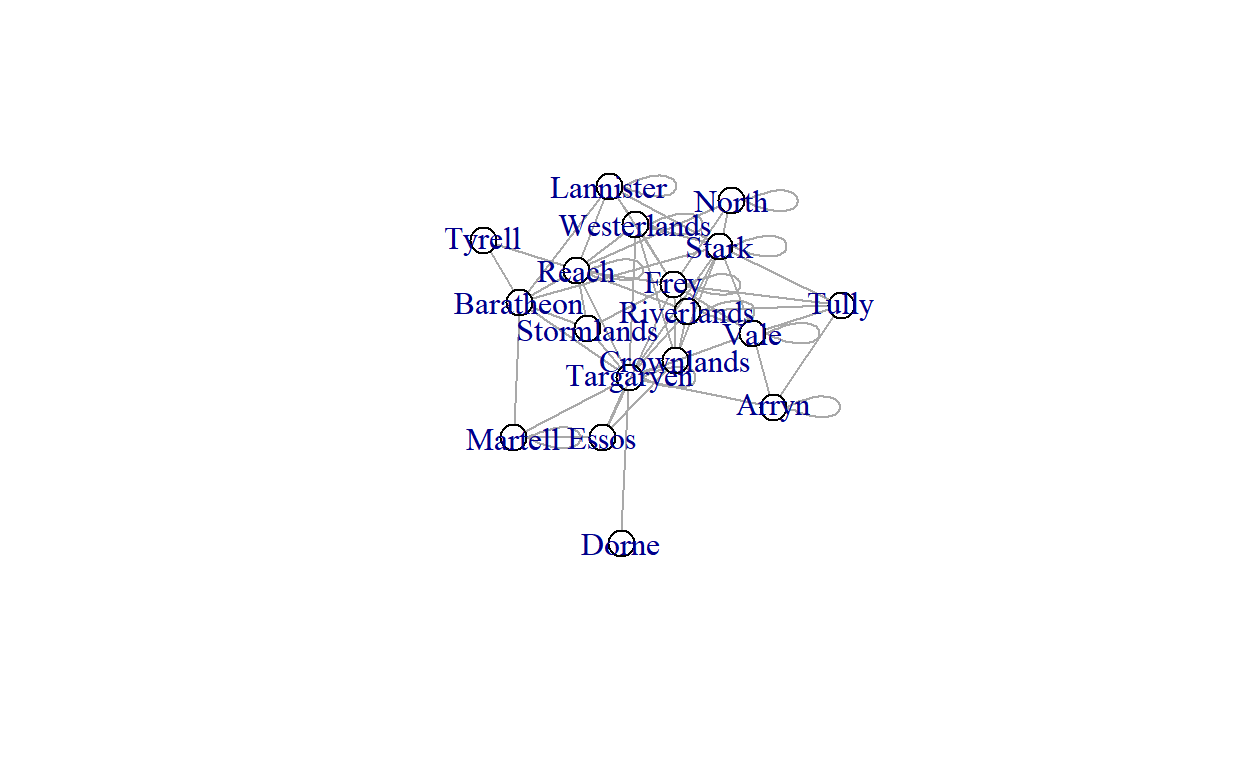 Lannister
North
Westerlands
Tyrell
Stark
Reach
Frey
Baratheon
Riverlands
Tully
Stormlands
Vale
Crownlands
Targaryen
Arryn
Martell
Essos
Dorne